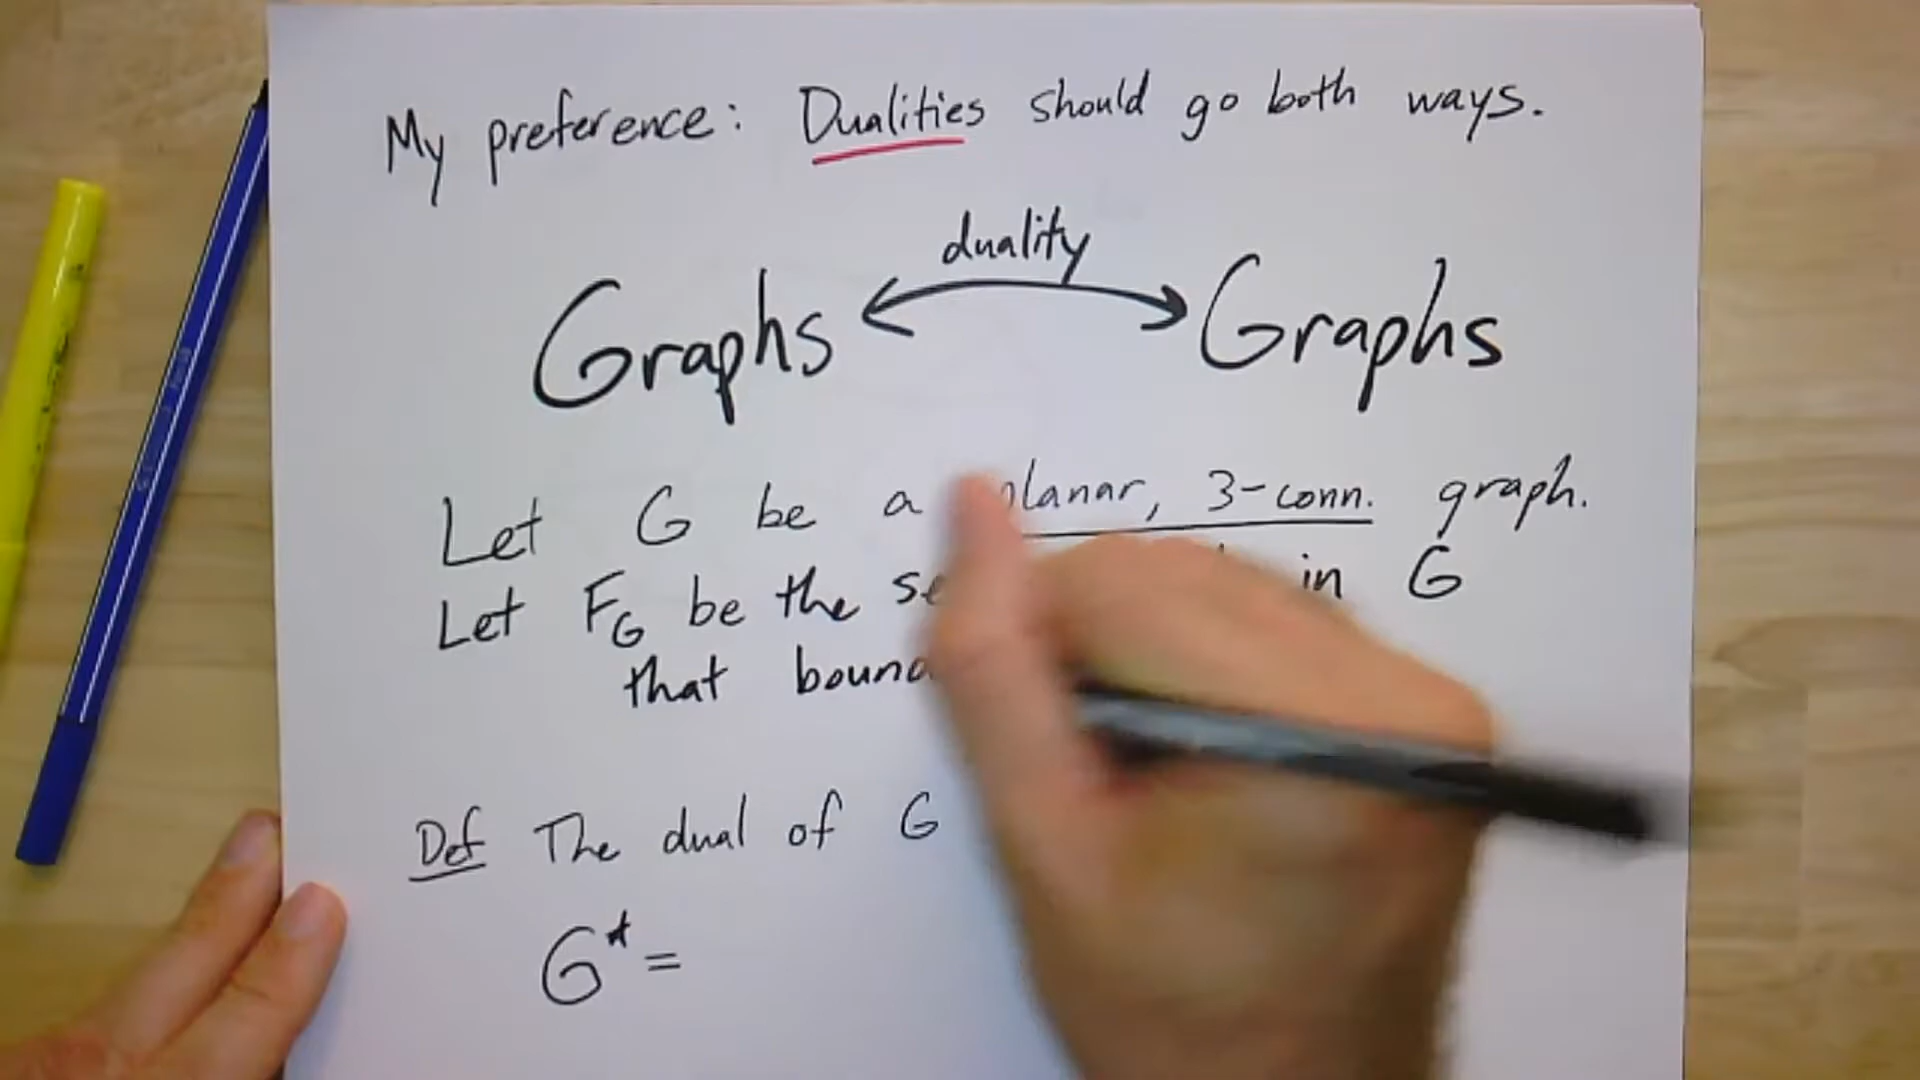 My preference: Dualities should go both ways.
duality
Graphs Graphs
Let G be a planar, 3-conn. graph.
Let F_G be the in G
that
Def The dual of G
G* =